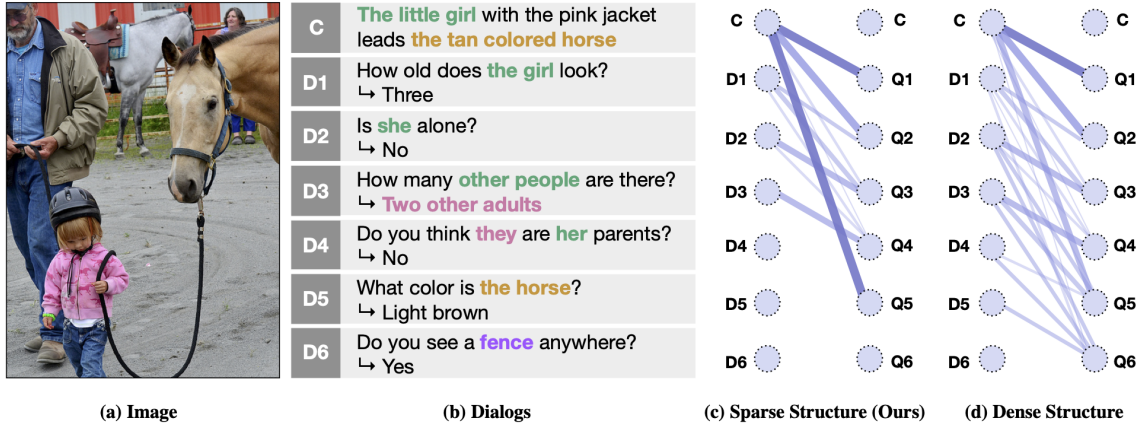 C
The little girl with the pink jacket
leads the tan colored horse
D1
How old does the girl look?
↳ Three
D2
Is she alone?
↳ No
D3
How many other people are there?
↳ Two other adults
D4
Do you think they are her parents?
↳ No
D5
What color is the horse?
↳ Light brown
D6
Do you see a fence anywhere?
↳ Yes
C C
D1 Q1
D2 Q2
D3 Q3
D4 Q4
D5 Q5
D6 Q6
C C
D1 Q1
D2 Q2
D3 Q3
D4 Q4
D5 Q5
D6 Q6
(a) Image
(b) Dialogs
(c) Sparse Structure (Ours)
(d) Dense Structure